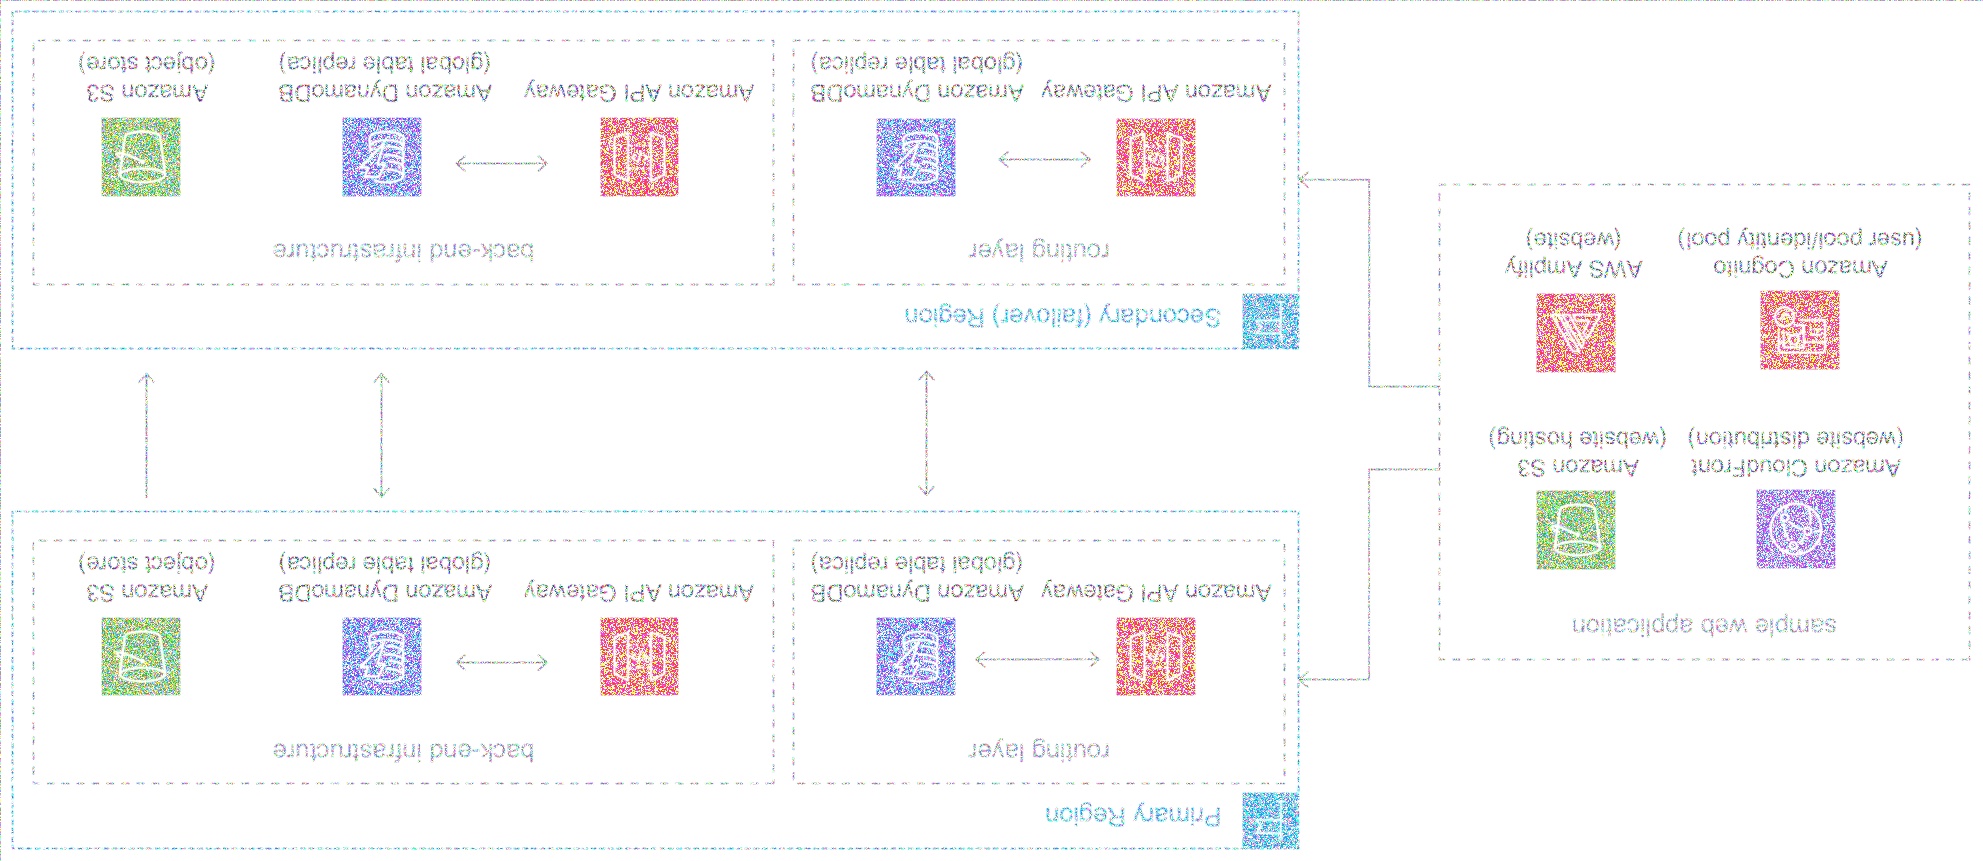 Primary Region
routing layer
back-end infrastructure
Amazon API Gateway
Amazon DynamoDB
(global table replica)
Amazon API Gateway
Amazon DynamoDB
(global table replica)
Amazon S3
(object store)
sample web application
Amazon CloudFront
(website distribution)
Amazon S3
(website hosting)
Amazon Cognito
(user pool/identity pool)
AWS Amplify
(website)
Secondary (failover) Region
routing layer
back-end infrastructure
Amazon API Gateway
Amazon DynamoDB
(global table replica)
Amazon API Gateway
Amazon DynamoDB
(global table replica)
Amazon S3
(object store)